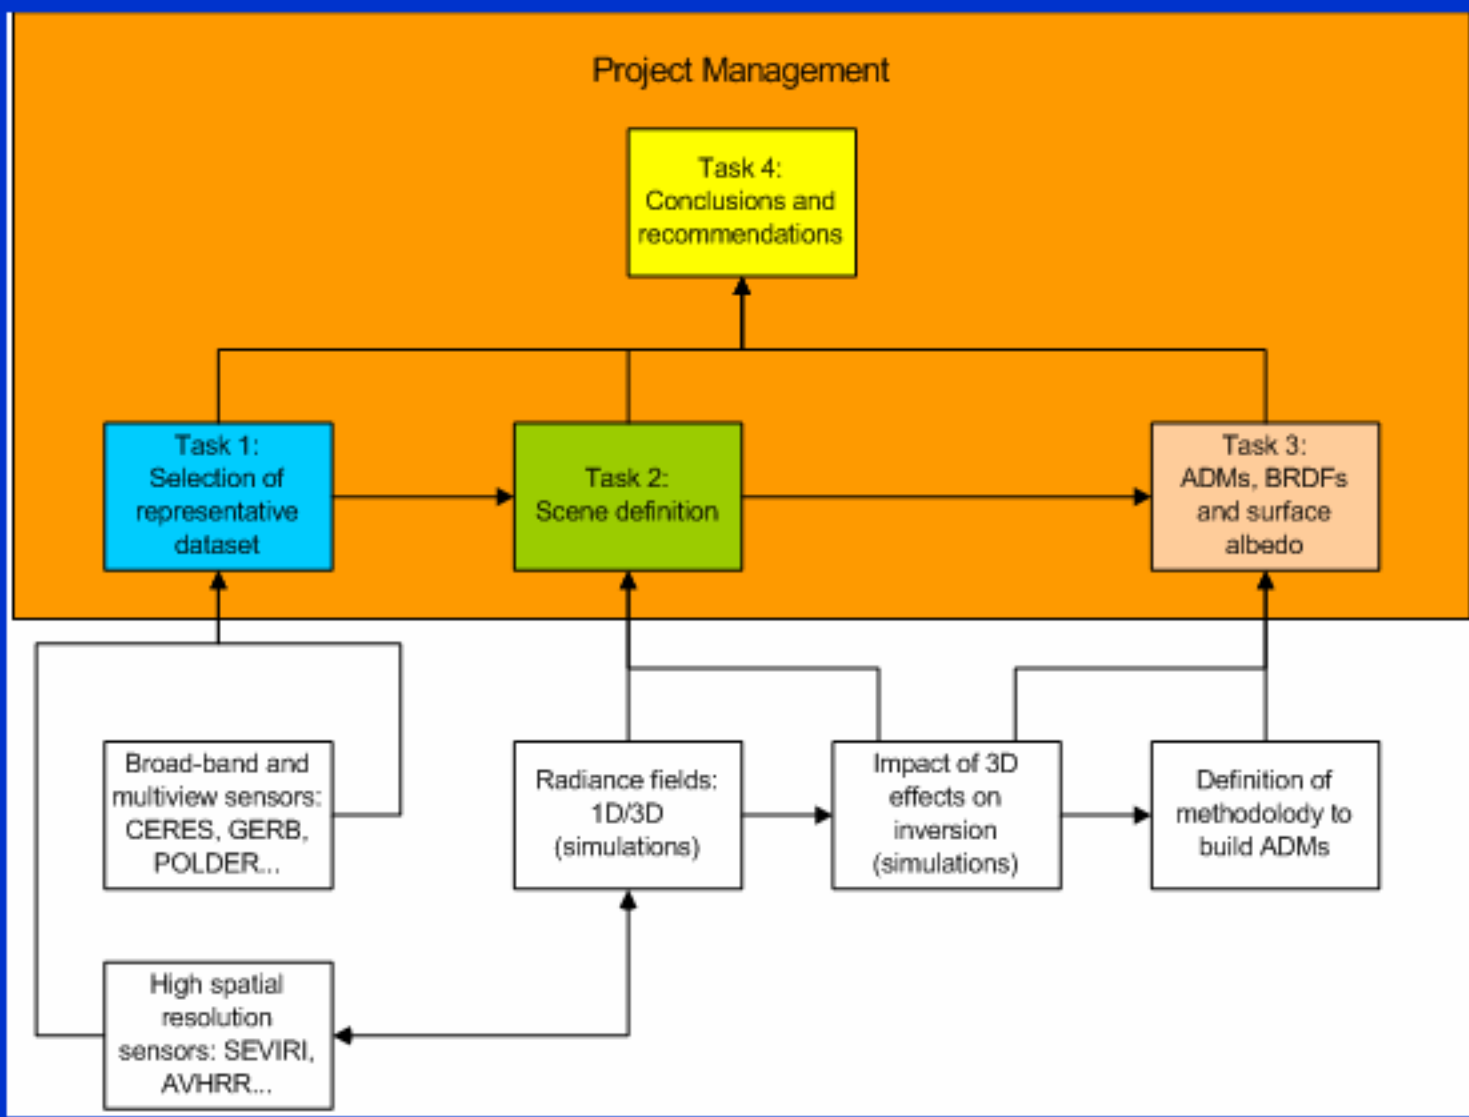 Project Management
Task 4:
Conclusions and
recommendations
Task 1:
Selection of
representative
dataset
Task 2:
Scene definition
Task 3:
ADMs, BRDFs
and surface
albedo
Broad-band and
multiview sensors:
CERES, GERB,
POLDER...
Radiance fields:
1D/3D
(simulations)
Impact of 3D
effects on
inversion
(simulations)
Definition of
methodolody to
build ADMs
High spatial
resolution
sensors: SEVIRI,
AVHRR...